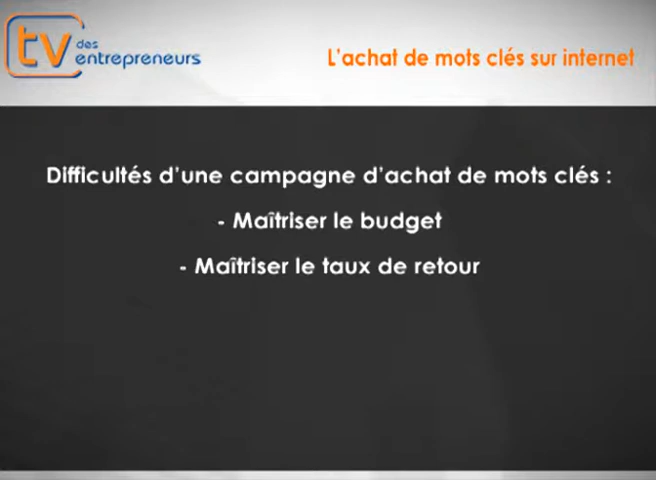 tv des entrepreneurs
L'achat de mots clés sur internet
Difficultés d'une campagne d'achat de mots clés :
- Maîtriser le budget
- Maîtriser le taux de retour